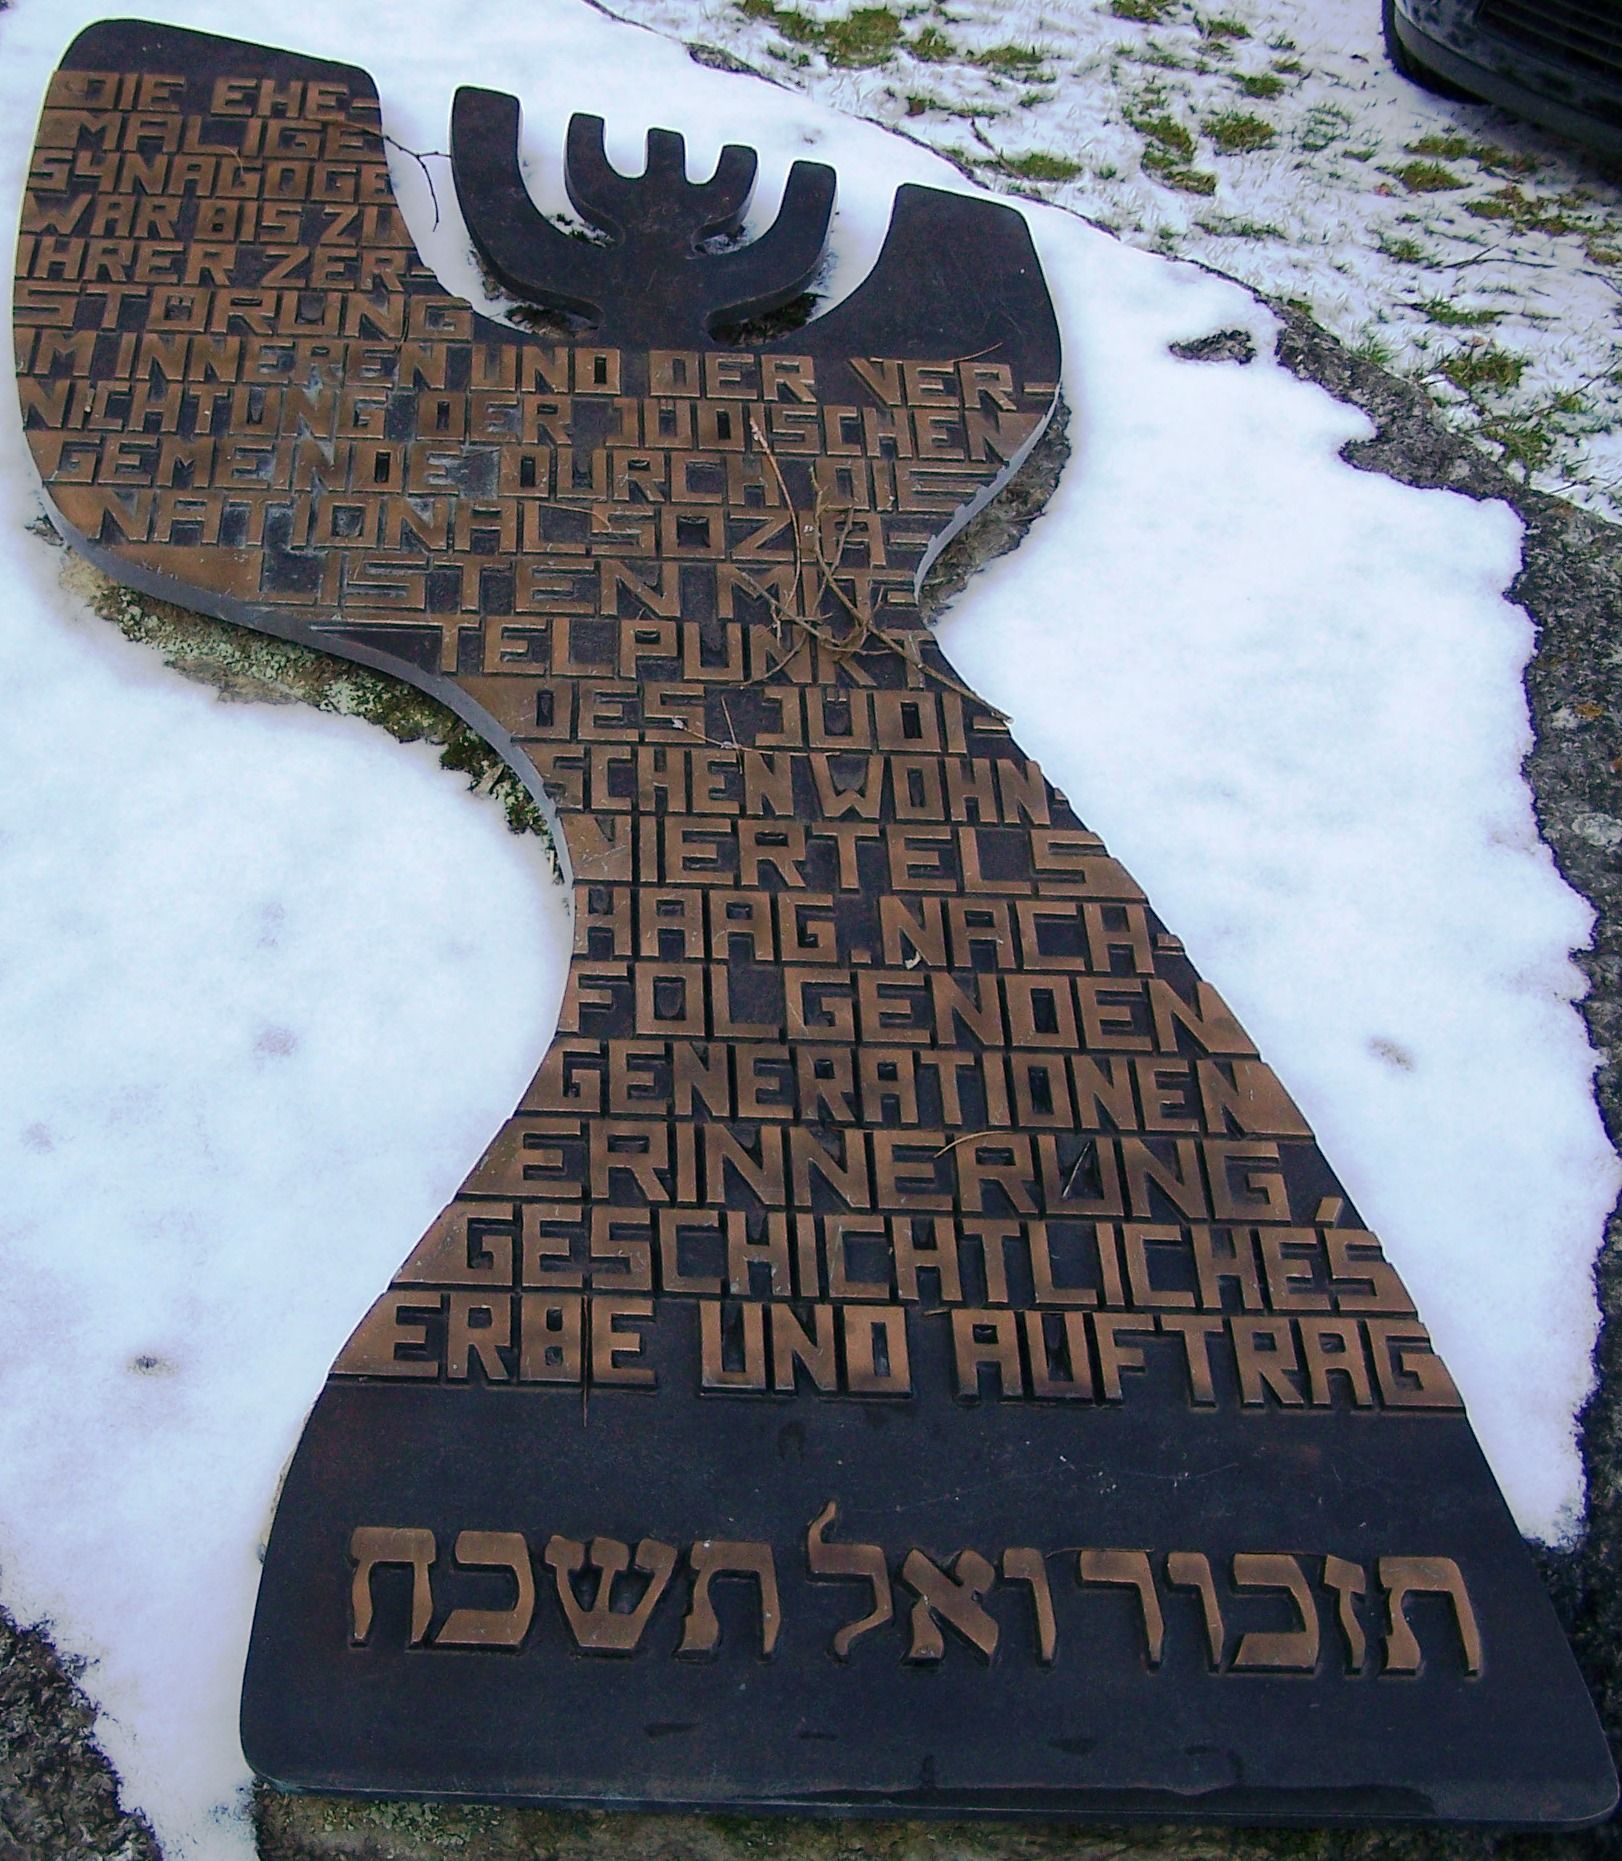 DIE EHE-
MALIGE
SYNAGOGE
WAR BIS ZU
IHRER ZER-
STÖRUNG
IM INNEREN UND DER VER-
NICHTUNG DER JÜDISCHEN
GEMEINDE DURCH DIE
NATIONALSOZIA-
LISTEN MIT-
TELPUNKT
DES JÜDI-
SCHEN WOHN
VIERTELS
HAAG. NACH-
FOLGENDEN
GENERATIONEN
ERINNERUNG,
GESCHICHTLICHES
ERBE UND AUFTRAG
תזכור ואל תשכח